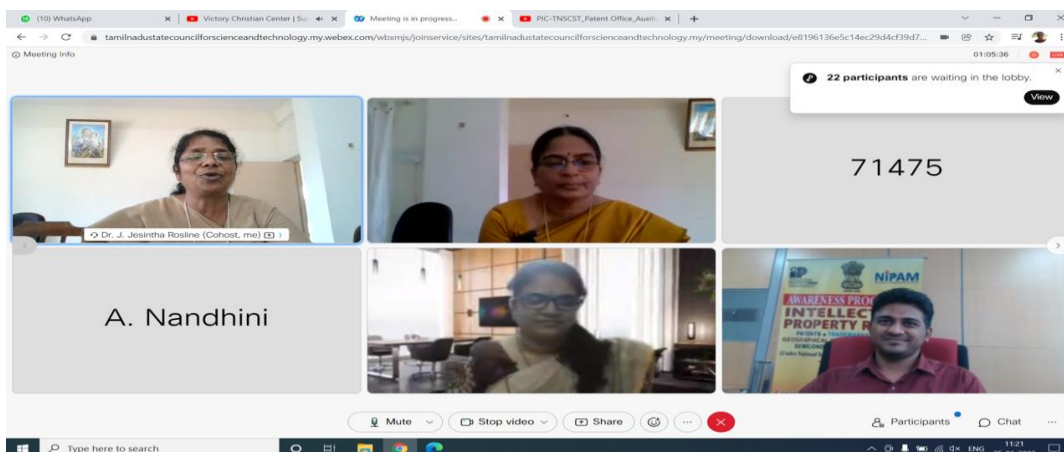 (10) WhatsApp
Victory Christian Center | Su
Meeting is in progress...
PIC-TNSCST_Patent Office_Auxili
tamilnadustatecouncilforscienceandtechnology.my.webex.com/wbxmjs/joinservice/sites/tamilnadustatecouncilforscienceandtechnology.my/meeting/download/e8196136e5c14ec29d4cf39d7...
Meeting Info
01:05:36
22 participants are waiting in the lobby.
View
71475
Dr. J. Jesintha Rosline (Cohost, me)
A. Nandhini
NIPAM
AWARENESS PRO
INTELLEC
PROPERTY R
PATENTS
Mute
Stop video
Share
Participants
Chat
Type here to search
ENG
11:21